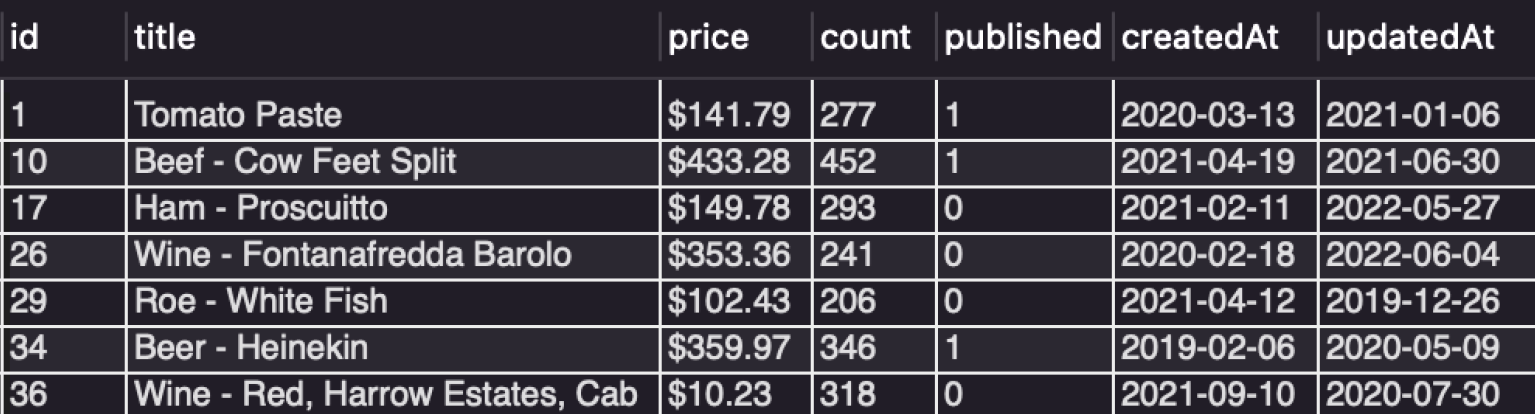 id title price count published createdAt updatedAt
1 Tomato Paste $141.79 277 1 2020-03-13 2021-01-06
10 Beef - Cow Feet Split $433.28 452 1 2021-04-19 2021-06-30
17 Ham - Proscuitto $149.78 293 0 2021-02-11 2022-05-27
26 Wine - Fontanafredda Barolo $353.36 241 0 2020-02-18 2022-06-04
29 Roe - White Fish $102.43 206 0 2021-04-12 2019-12-26
34 Beer - Heinekin $359.97 346 1 2019-02-06 2020-05-09
36 Wine - Red, Harrow Estates, Cab $10.23 318 0 2021-09-10 2020-07-30